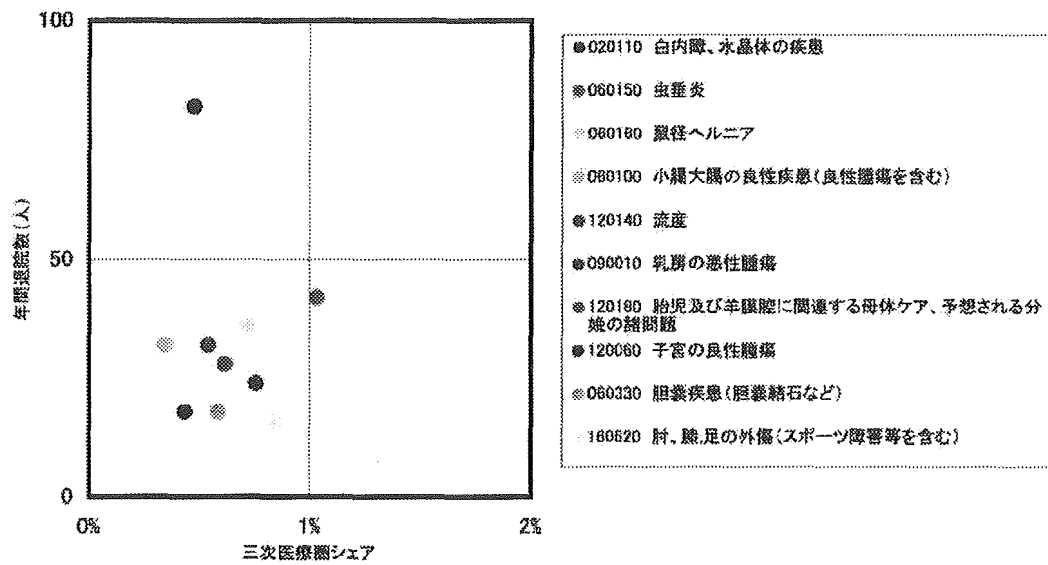 100
50
0
年間退院数(人)
0%
1%
2%
三次医療圏シェア
020110 白内障、水晶体の疾患
060150 虫垂炎
060160 鼠径ヘルニア
060100 小腸大腸の良性疾患(良性腫瘍を含む)
120140 流産
090010 乳房の悪性腫瘍
120180 胎児及び羊膜腔に関連する母体ケア、予想される分
娩の諸問題
120060 子宮の良性腫瘍
060330 胆嚢疾患(胆嚢結石など)
160620 肘、膝、足の外傷(スポーツ障害等を含む)